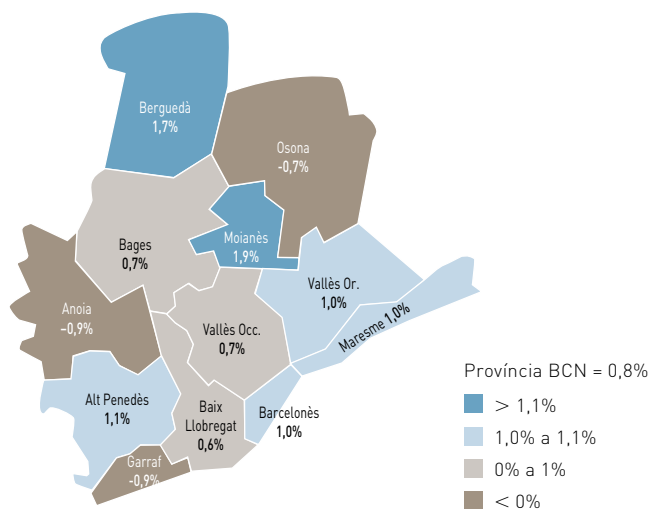 Berguedà
1,7%
Osona
-0,7%
Moianès
1,9%
Bages
0,7%
Vallès Or.
1,0%
Maresme 1,0%
Anoia
-0,9%
Vallès Occ.
0,7%
Alt Penedès
1,1%
Baix
Llobregat
0,6%
Barcelonès
1,0%
Garraf
-0,9%
Província BCN = 0,8%
> 1,1%
1,0% a 1,1%
0% a 1%
< 0%